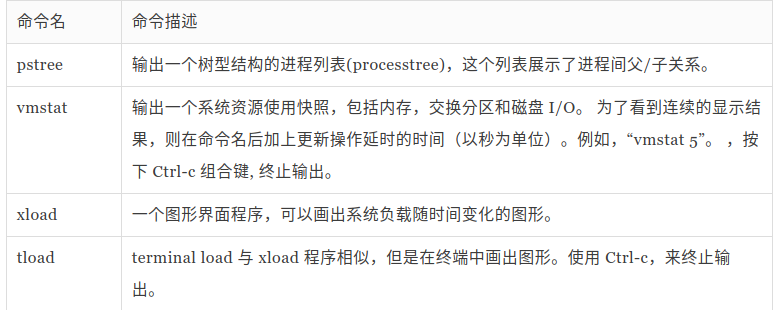 命令名 命令描述
pstree 输出一个树型结构的进程列表(processtree)，这个列表展示了进程间父/子关系。
vmstat 输出一个系统资源使用快照，包括内存，交换分区和磁盘 I/O。 为了看到连续的显示结
果，则在命令名后加上更新操作延时的时间（以秒为单位）。例如，“vmstat 5”。 ，按
下 Ctrl-c 组合键, 终止输出。
xload 一个图形界面程序，可以画出系统负载随时间变化的图形。
tload terminal load 与 xload 程序相似，但是在终端中画出图形。使用 Ctrl-c，来终止输
出。